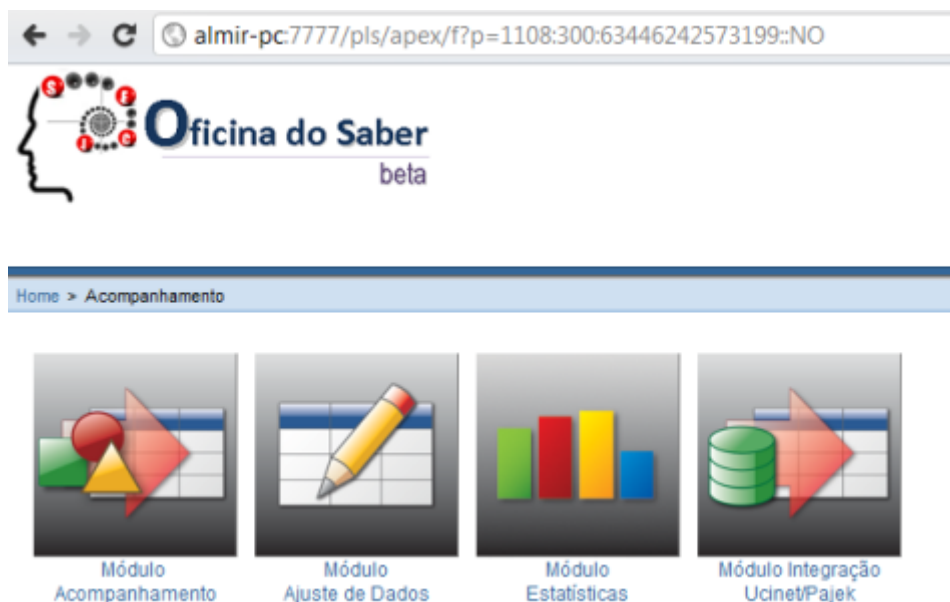 almir-pc:7777/pls/apex/f?p=1108:300:63446242573199::NO
S
E
J
G
Oficina do Saber
beta
Home > Acompanhamento
Módulo
Acompanhamento
Módulo
Ajuste de Dados
Módulo
Estatísticas
Módulo Integração
Ucinet/Pajek